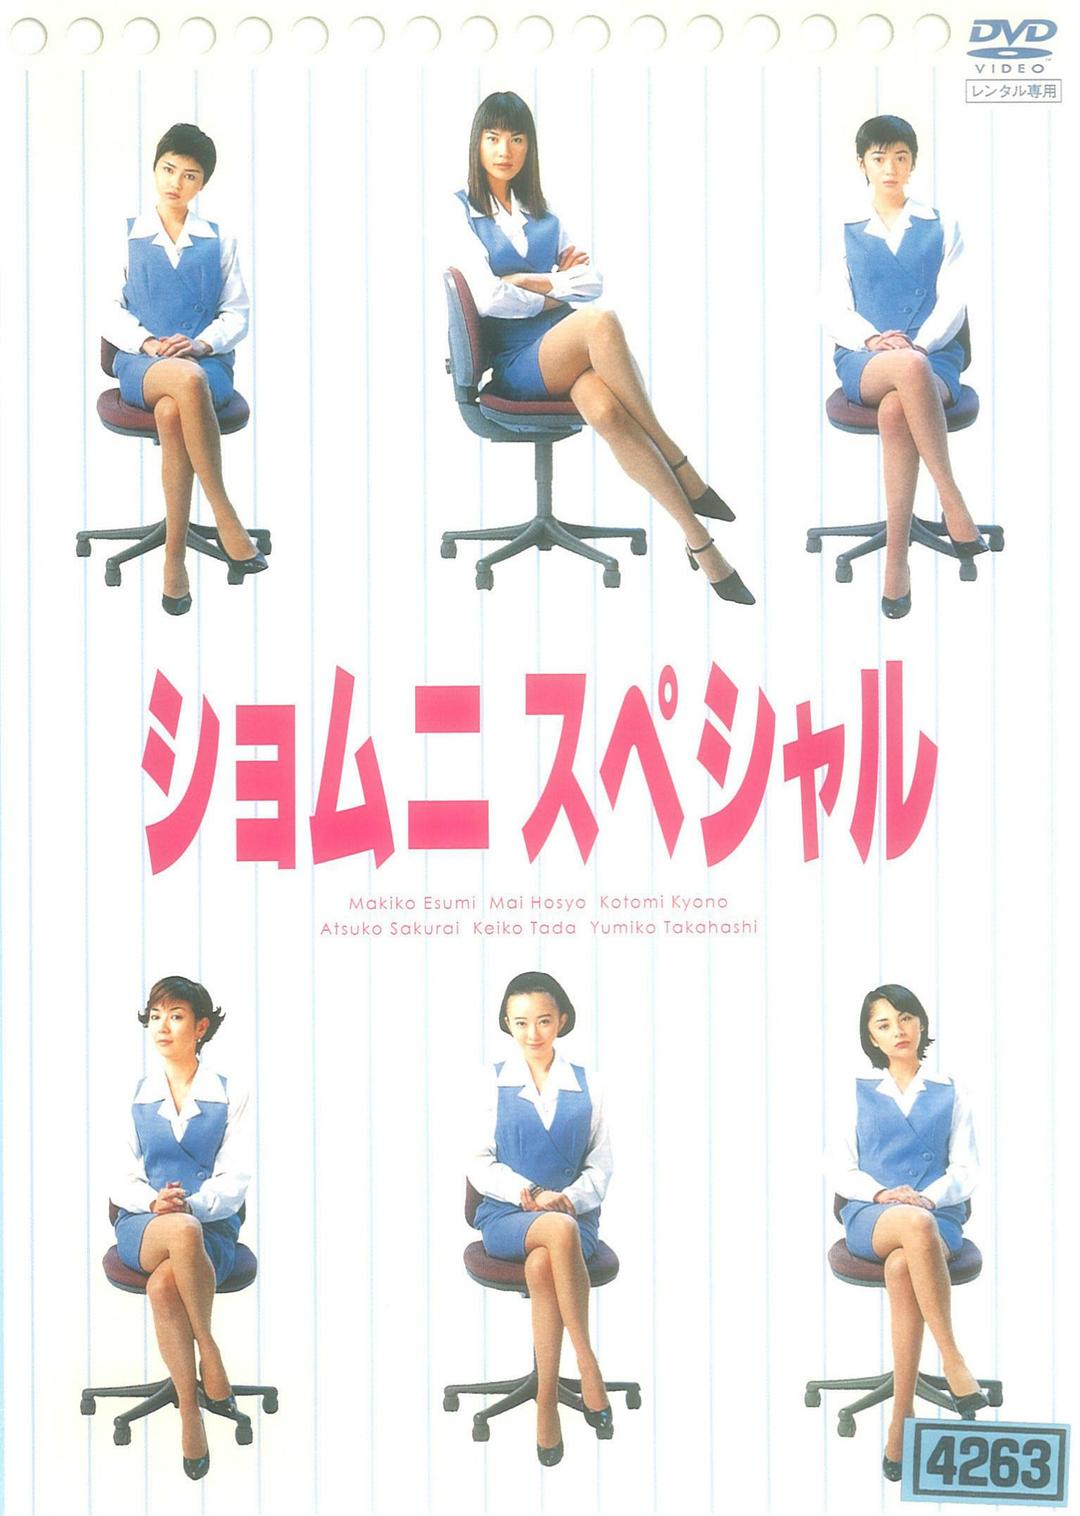 DVD
VIDEO™
レンタル専用
ショムニ スペシャル
Makiko Esumi Mai Hosyo Kotomi Kyono
Atsuko Sakurai Keiko Tada Yumiko Takahashi
4263